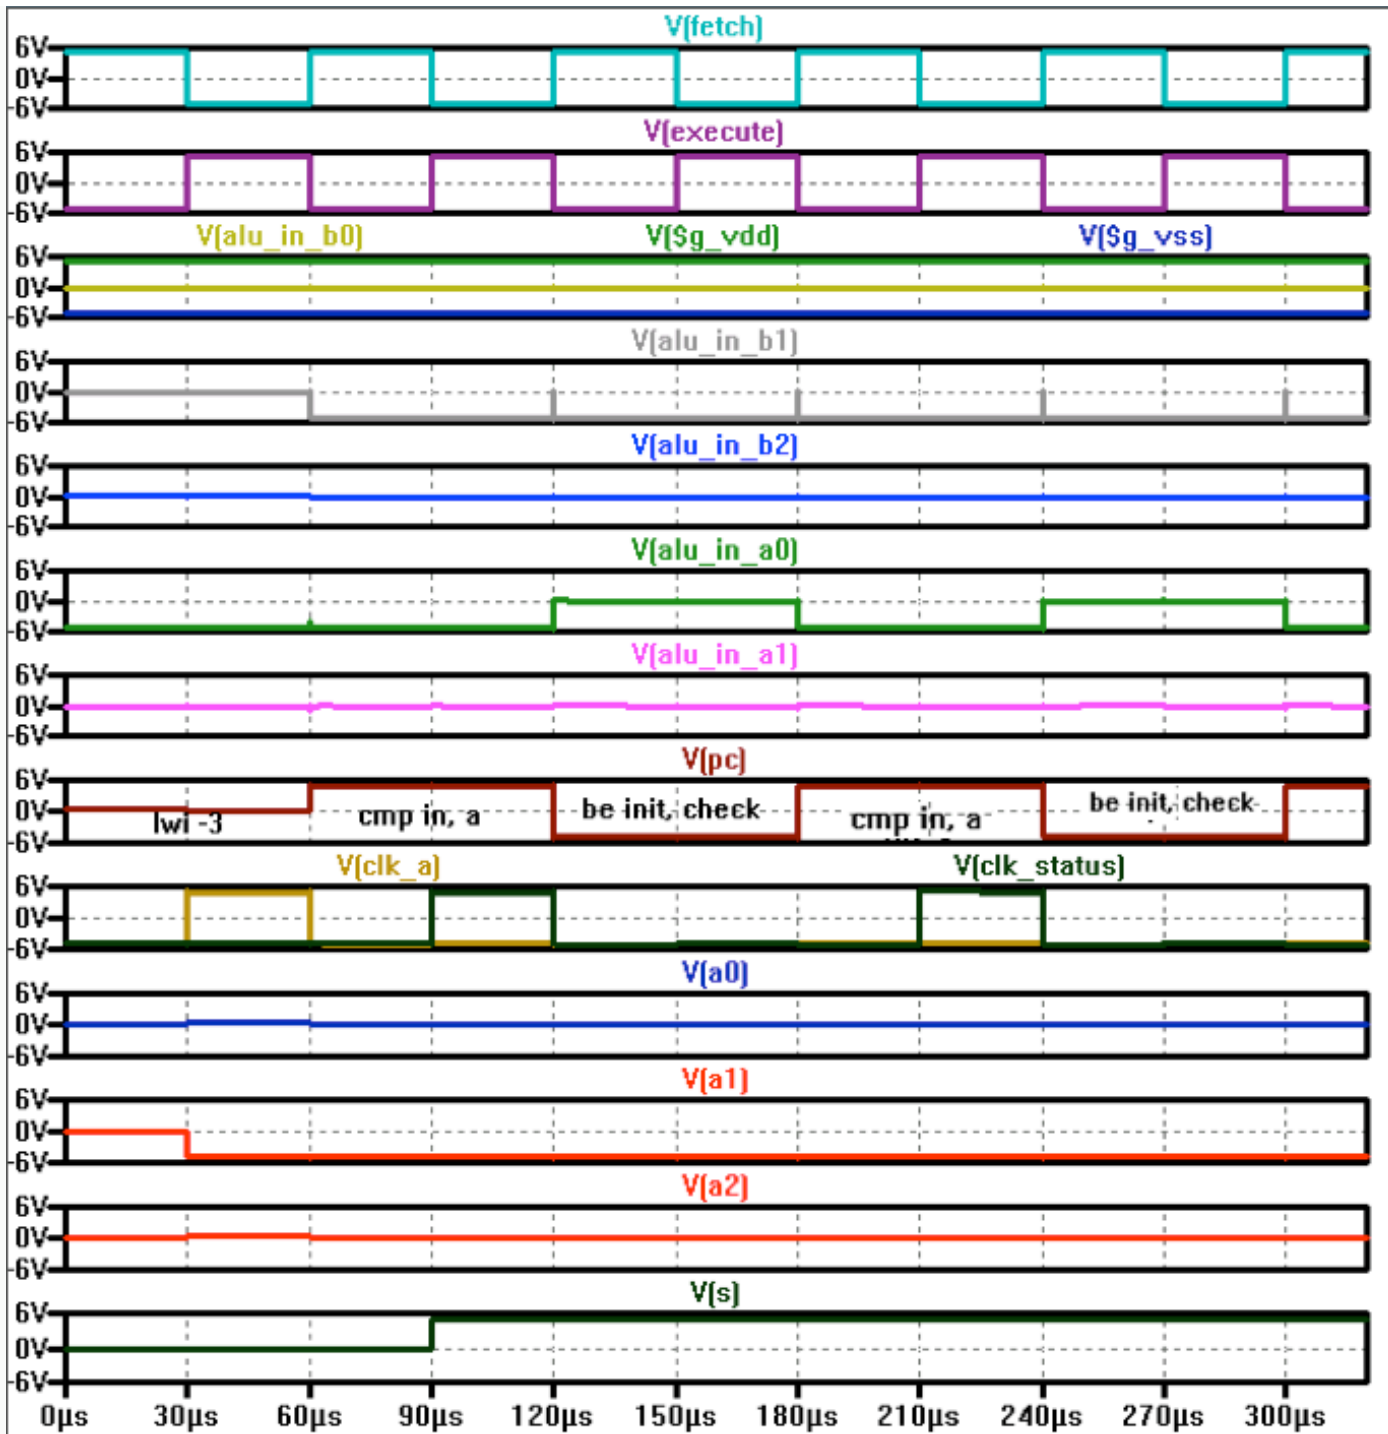 V(fetch)
6V
0V
-6V
V(execute)
6V
0V
-6V
V(alu_in_b0) V($g_vdd) V($g_vss)
6V
0V
-6V
V(alu_in_b1)
6V
0V
-6V
V(alu_in_b2)
6V
0V
-6V
V(alu_in_a0)
6V
0V
-6V
V(alu_in_a1)
6V
0V
-6V
V(pc)
6V
0V
-6V
lwi -3 cmp in, a be init, check cmp in, a be init, check
V(clk_a) V(clk_status)
6V
0V
-6V
V(a0)
6V
0V
-6V
V(a1)
6V
0V
-6V
V(a2)
6V
0V
-6V
V(s)
6V
0V
-6V
0µs 30µs 60µs 90µs 120µs 150µs 180µs 210µs 240µs 270µs 300µs